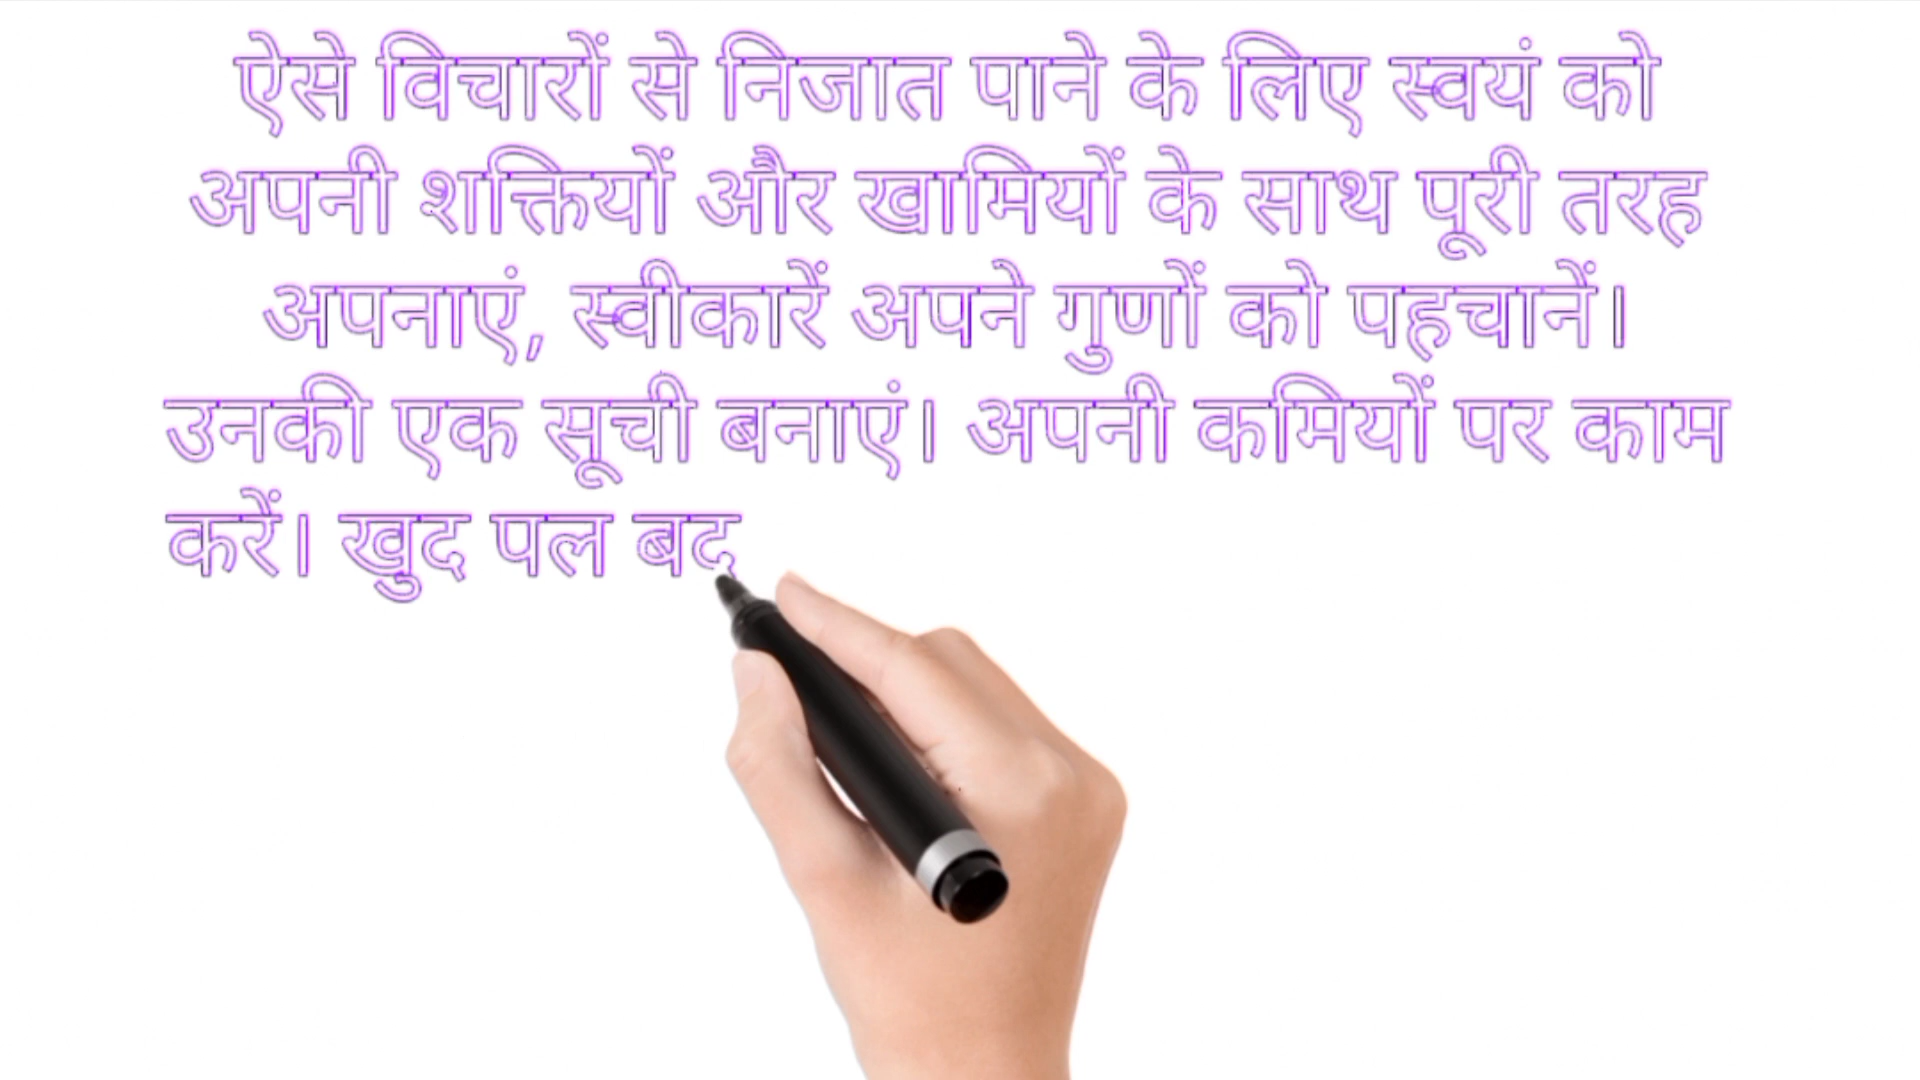 ऐसे विचारों से निजात पाने के लिए स्वयं को
अपनी शक्तियों और खामियों के साथ पूरी तरह
अपनाएं, स्वीकारें अपने गुणों को पहचानें।
उनकी एक सूची बनाएं। अपनी कमियों पर काम
करें। खुद पल बद